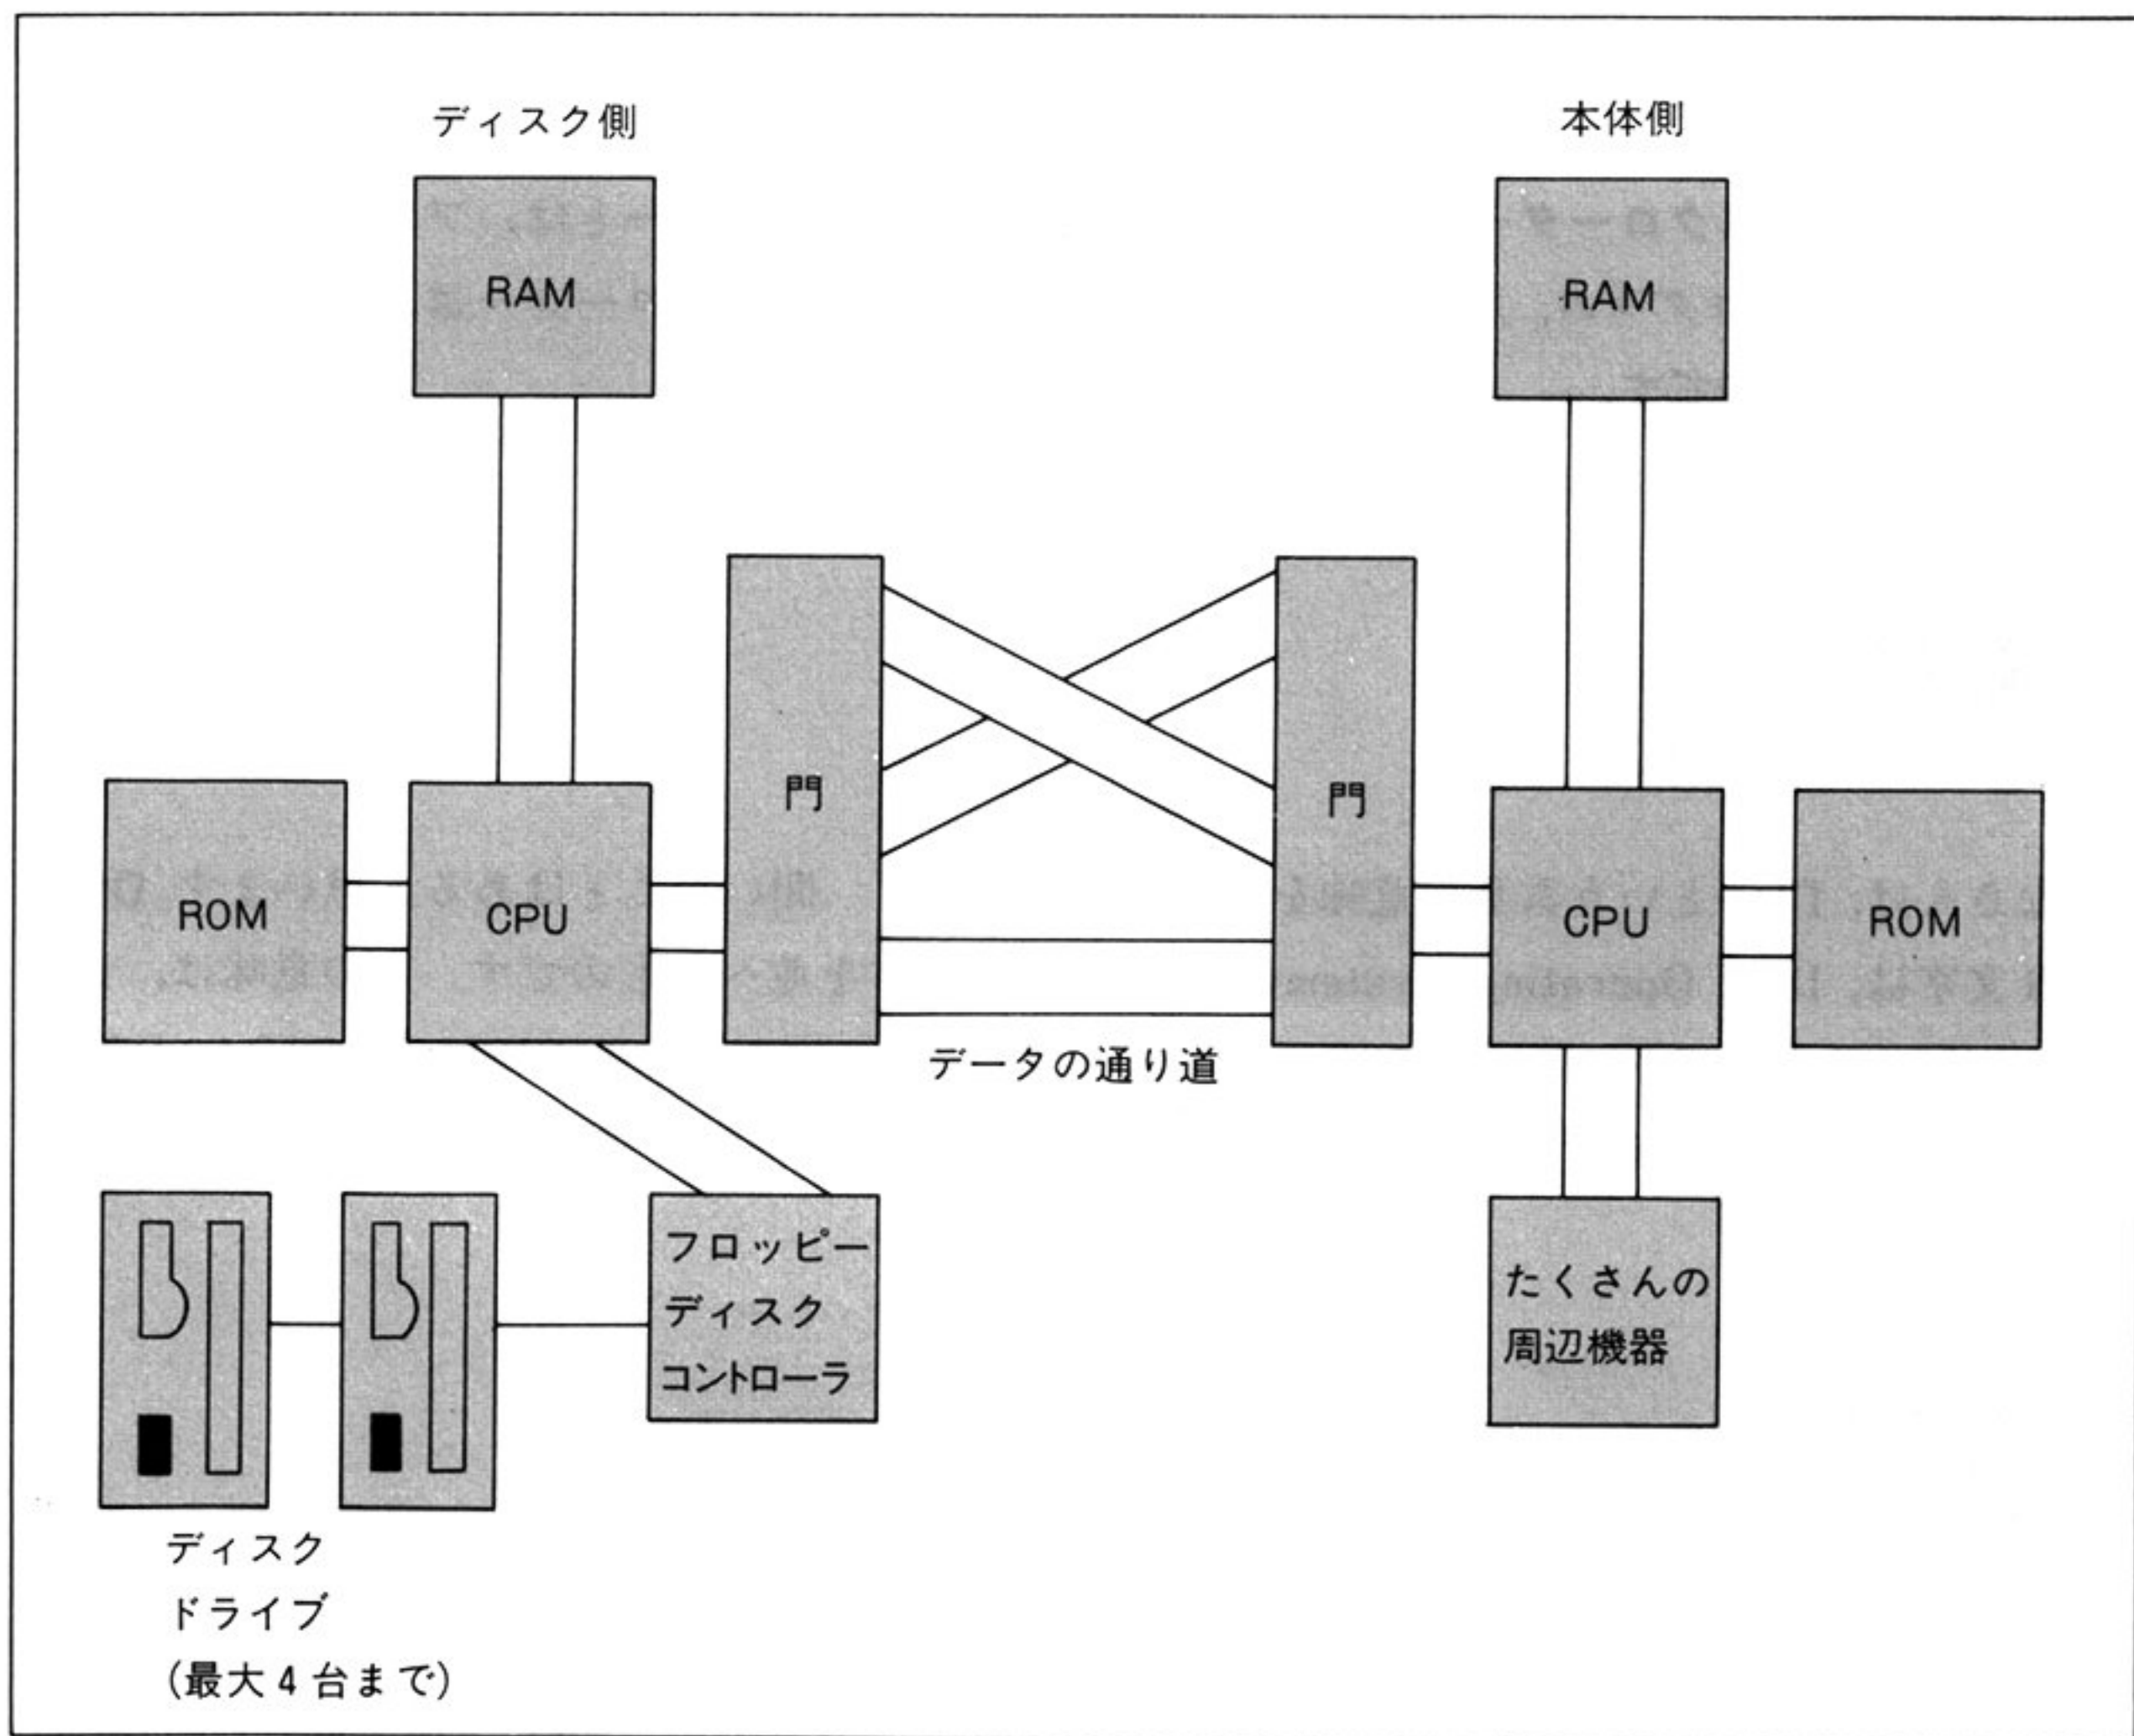 ディスク側
本体側
RAM
RAM
門
門
ROM
CPU
CPU
ROM
データの通り道
フロッピー
ディスク
コントローラ
たくさんの
周辺機器
ディスク
ドライブ
(最大4台まで)